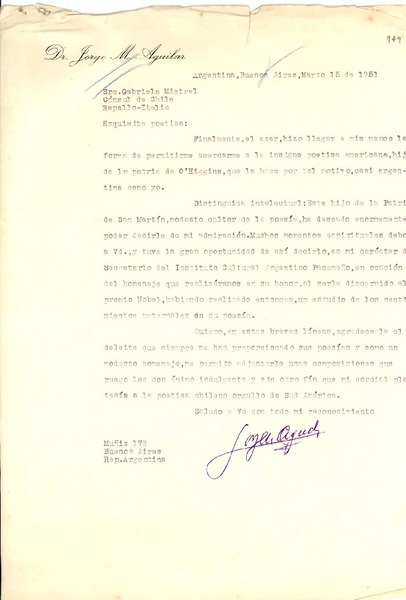 949
Dr. Jorge M. Aguilar
Argentina, Buenos Aires, Marzo 15 de 1951
Sra. Gabriela Mistral
Cónsul de Chile
Rapallo-Italia
Exquisita poetisa:
Finalmente, el azar, hizo llegar a mis manos la
forma de permitirme acercarme a la insigne poetisa americana, hij
de la patria de O'Higgins, que la hace por tal motivo, casi argen-
tina como yo.
Distinguida intelectual: Este hijo de la Patri
de San Martín, modesto cultor de la poesía, ha deseado enormemente
poder decirle de mi admiración. Muchos momentos espirituales debo
a Vd., y tuve la gran oportunidad de así decirlo, en mi carácter de
Secretario del Instituto Cultural Argentino Panameño, en ocasión
del homenaje que realizáramos en su honor, al serle discernido el
premio Nobel, habiendo realizado entonces, un estudio de los senti
mientos maternales en su poesía.
Quiero, en estas breves líneas, agradecerle el
deleite que siempre me han proporcionado sus poesías y como un
modesto homenaje, me permito adjuntarle unas composiciones que
ruego lea con ánimo indulgente y sin otro fin que mi cordial ple
tesía a la poetisa chilena orgullo de Sud América.
Saludo a Vd con todo mi reconocimiento
Muñiz 172
Buenos Aires
Rep. Argentina